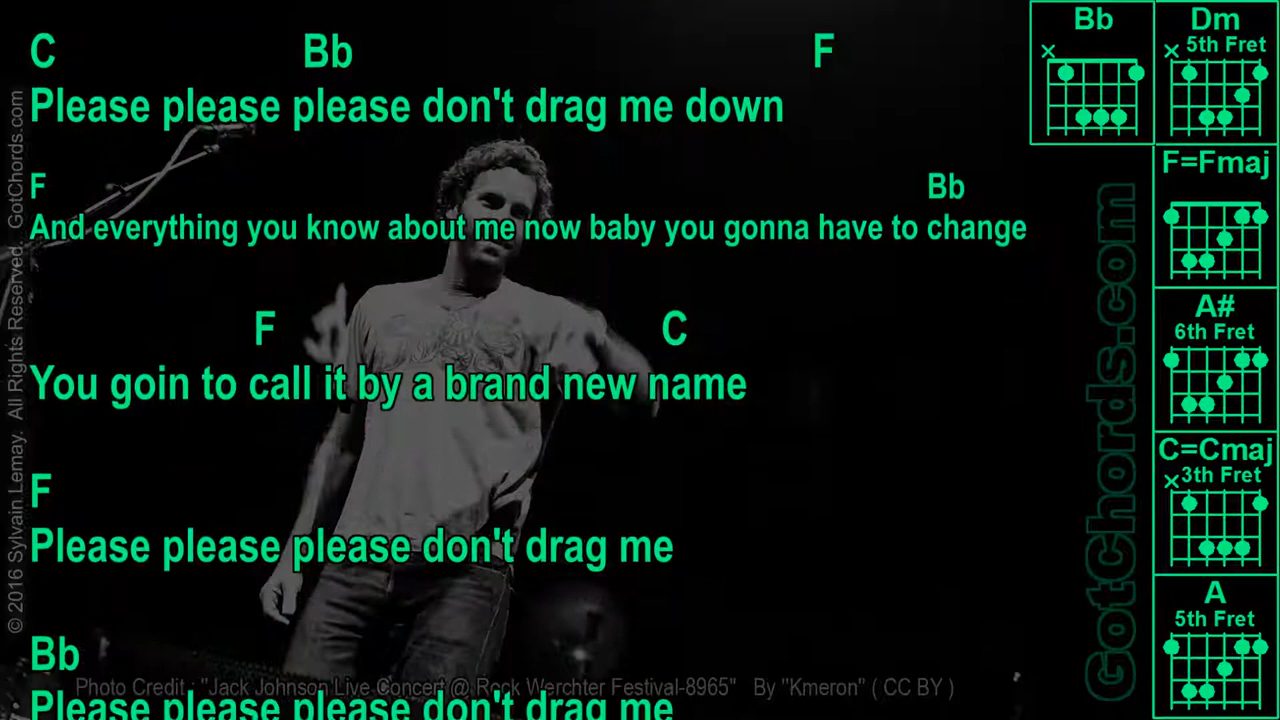 C Bb F
Please please please don't drag me down
F Bb
And everything you know about me now baby you gonna have to change
F C
You goin to call it by a brand new name
F
Please please please don't drag me
Bb
Please please please don't drag me
Photo Credit : "Jack Johnson Live Concert @ Rock Werchter Festival-8965" By "Kmeron" ( CC BY )
© 2016 Sylvain Lemay. All Rights Reserved. GotChords.com
GotChords.com
Bb
x
Dm
x 5th Fret
F=Fmaj
A#
6th Fret
C=Cmaj
x 3th Fret
A
5th Fret